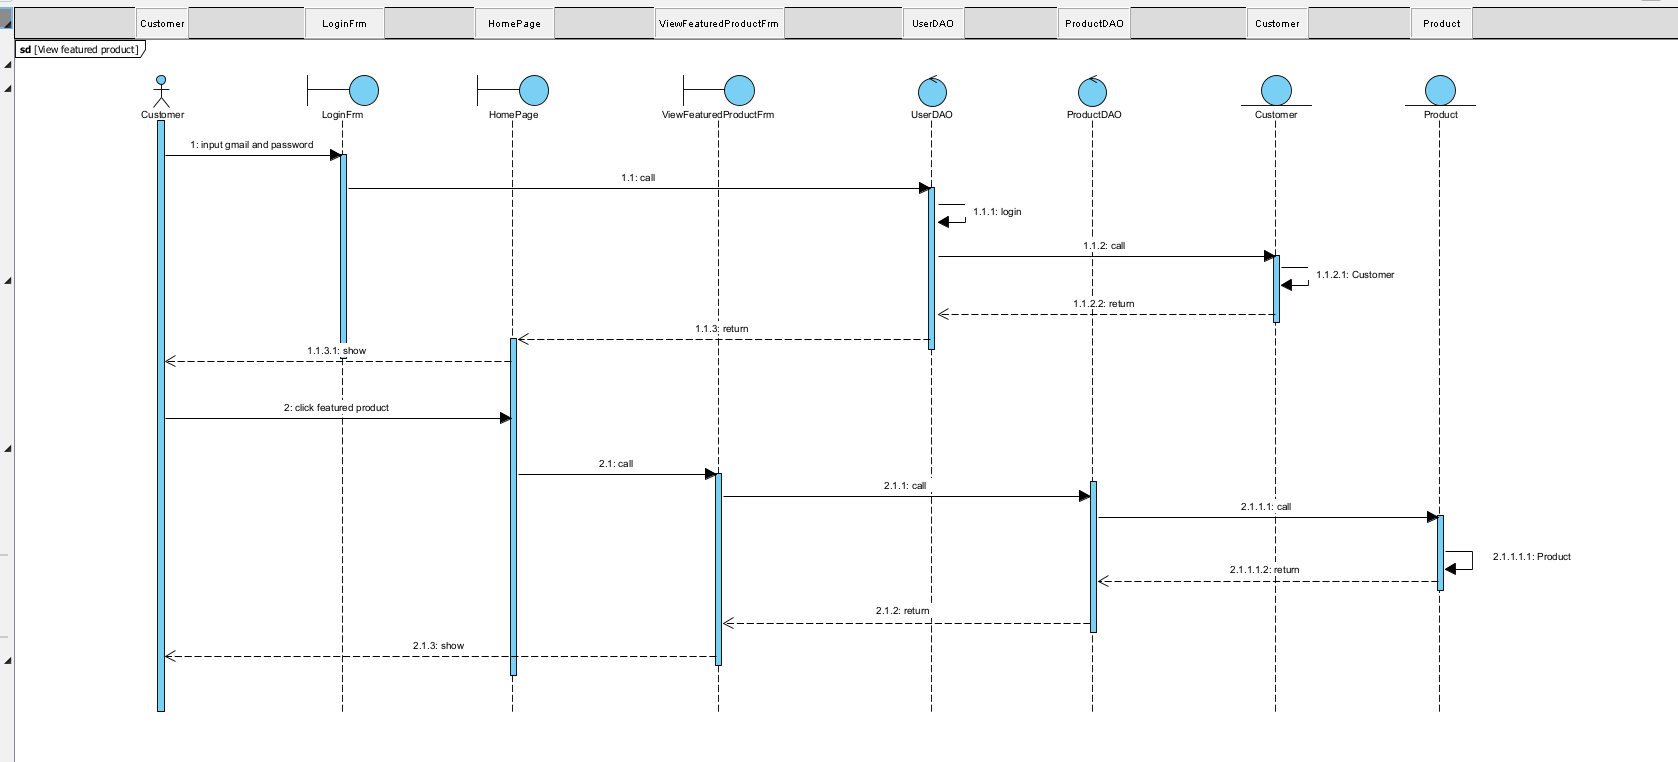 Customer LoginFrm HomePage ViewFeaturedProductFrm UserDAO ProductDAO Customer Product
sd [View featured product]
Customer LoginFrm HomePage ViewFeaturedProductFrm UserDAO ProductDAO Customer Product
1: input gmail and password
1.1: call
1.1.1: login
1.1.2: call
1.1.2.1: Customer
1.1.2.2: return
1.1.3: return
1.1.3.1: show
2: click featured product
2.1: call
2.1.1: call
2.1.1.1: call
2.1.1.1.1: Product
2.1.1.1.2: return
2.1.2: return
2.1.3: show